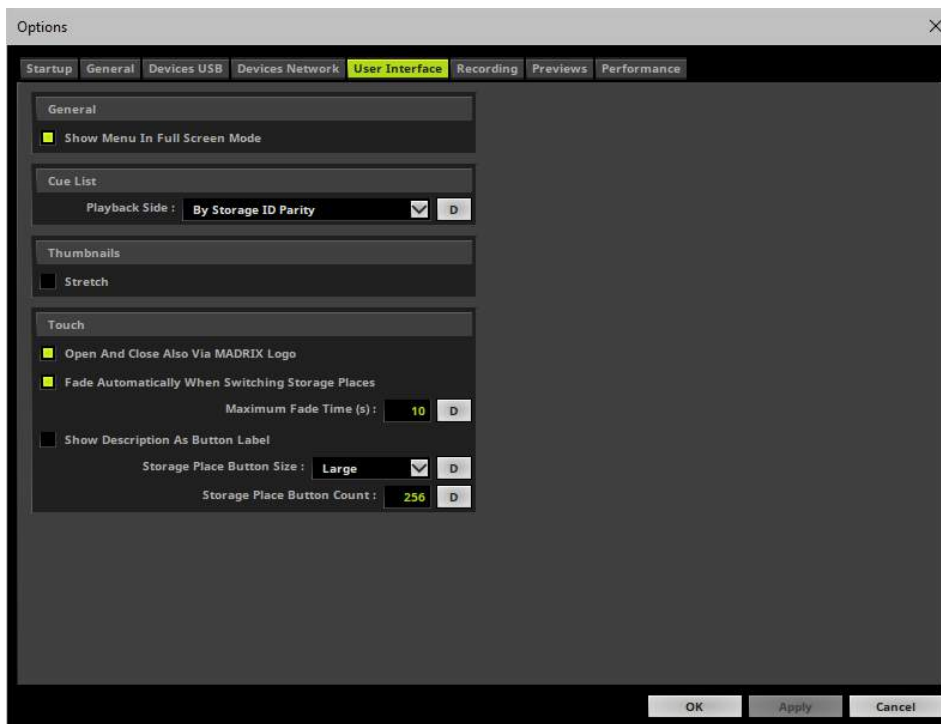 Options
Startup General Devices USB Devices Network User Interface Recording Previews Performance
General
Show Menu In Full Screen Mode
Cue List
Playback Side : By Storage ID Parity D
Thumbnails
Stretch
Touch
Open And Close Also Via MADRIX Logo
Fade Automatically When Switching Storage Places
Maximum Fade Time (s) : 10 D
Show Description As Button Label
Storage Place Button Size : Large D
Storage Place Button Count : 256 D
OK Apply Cancel